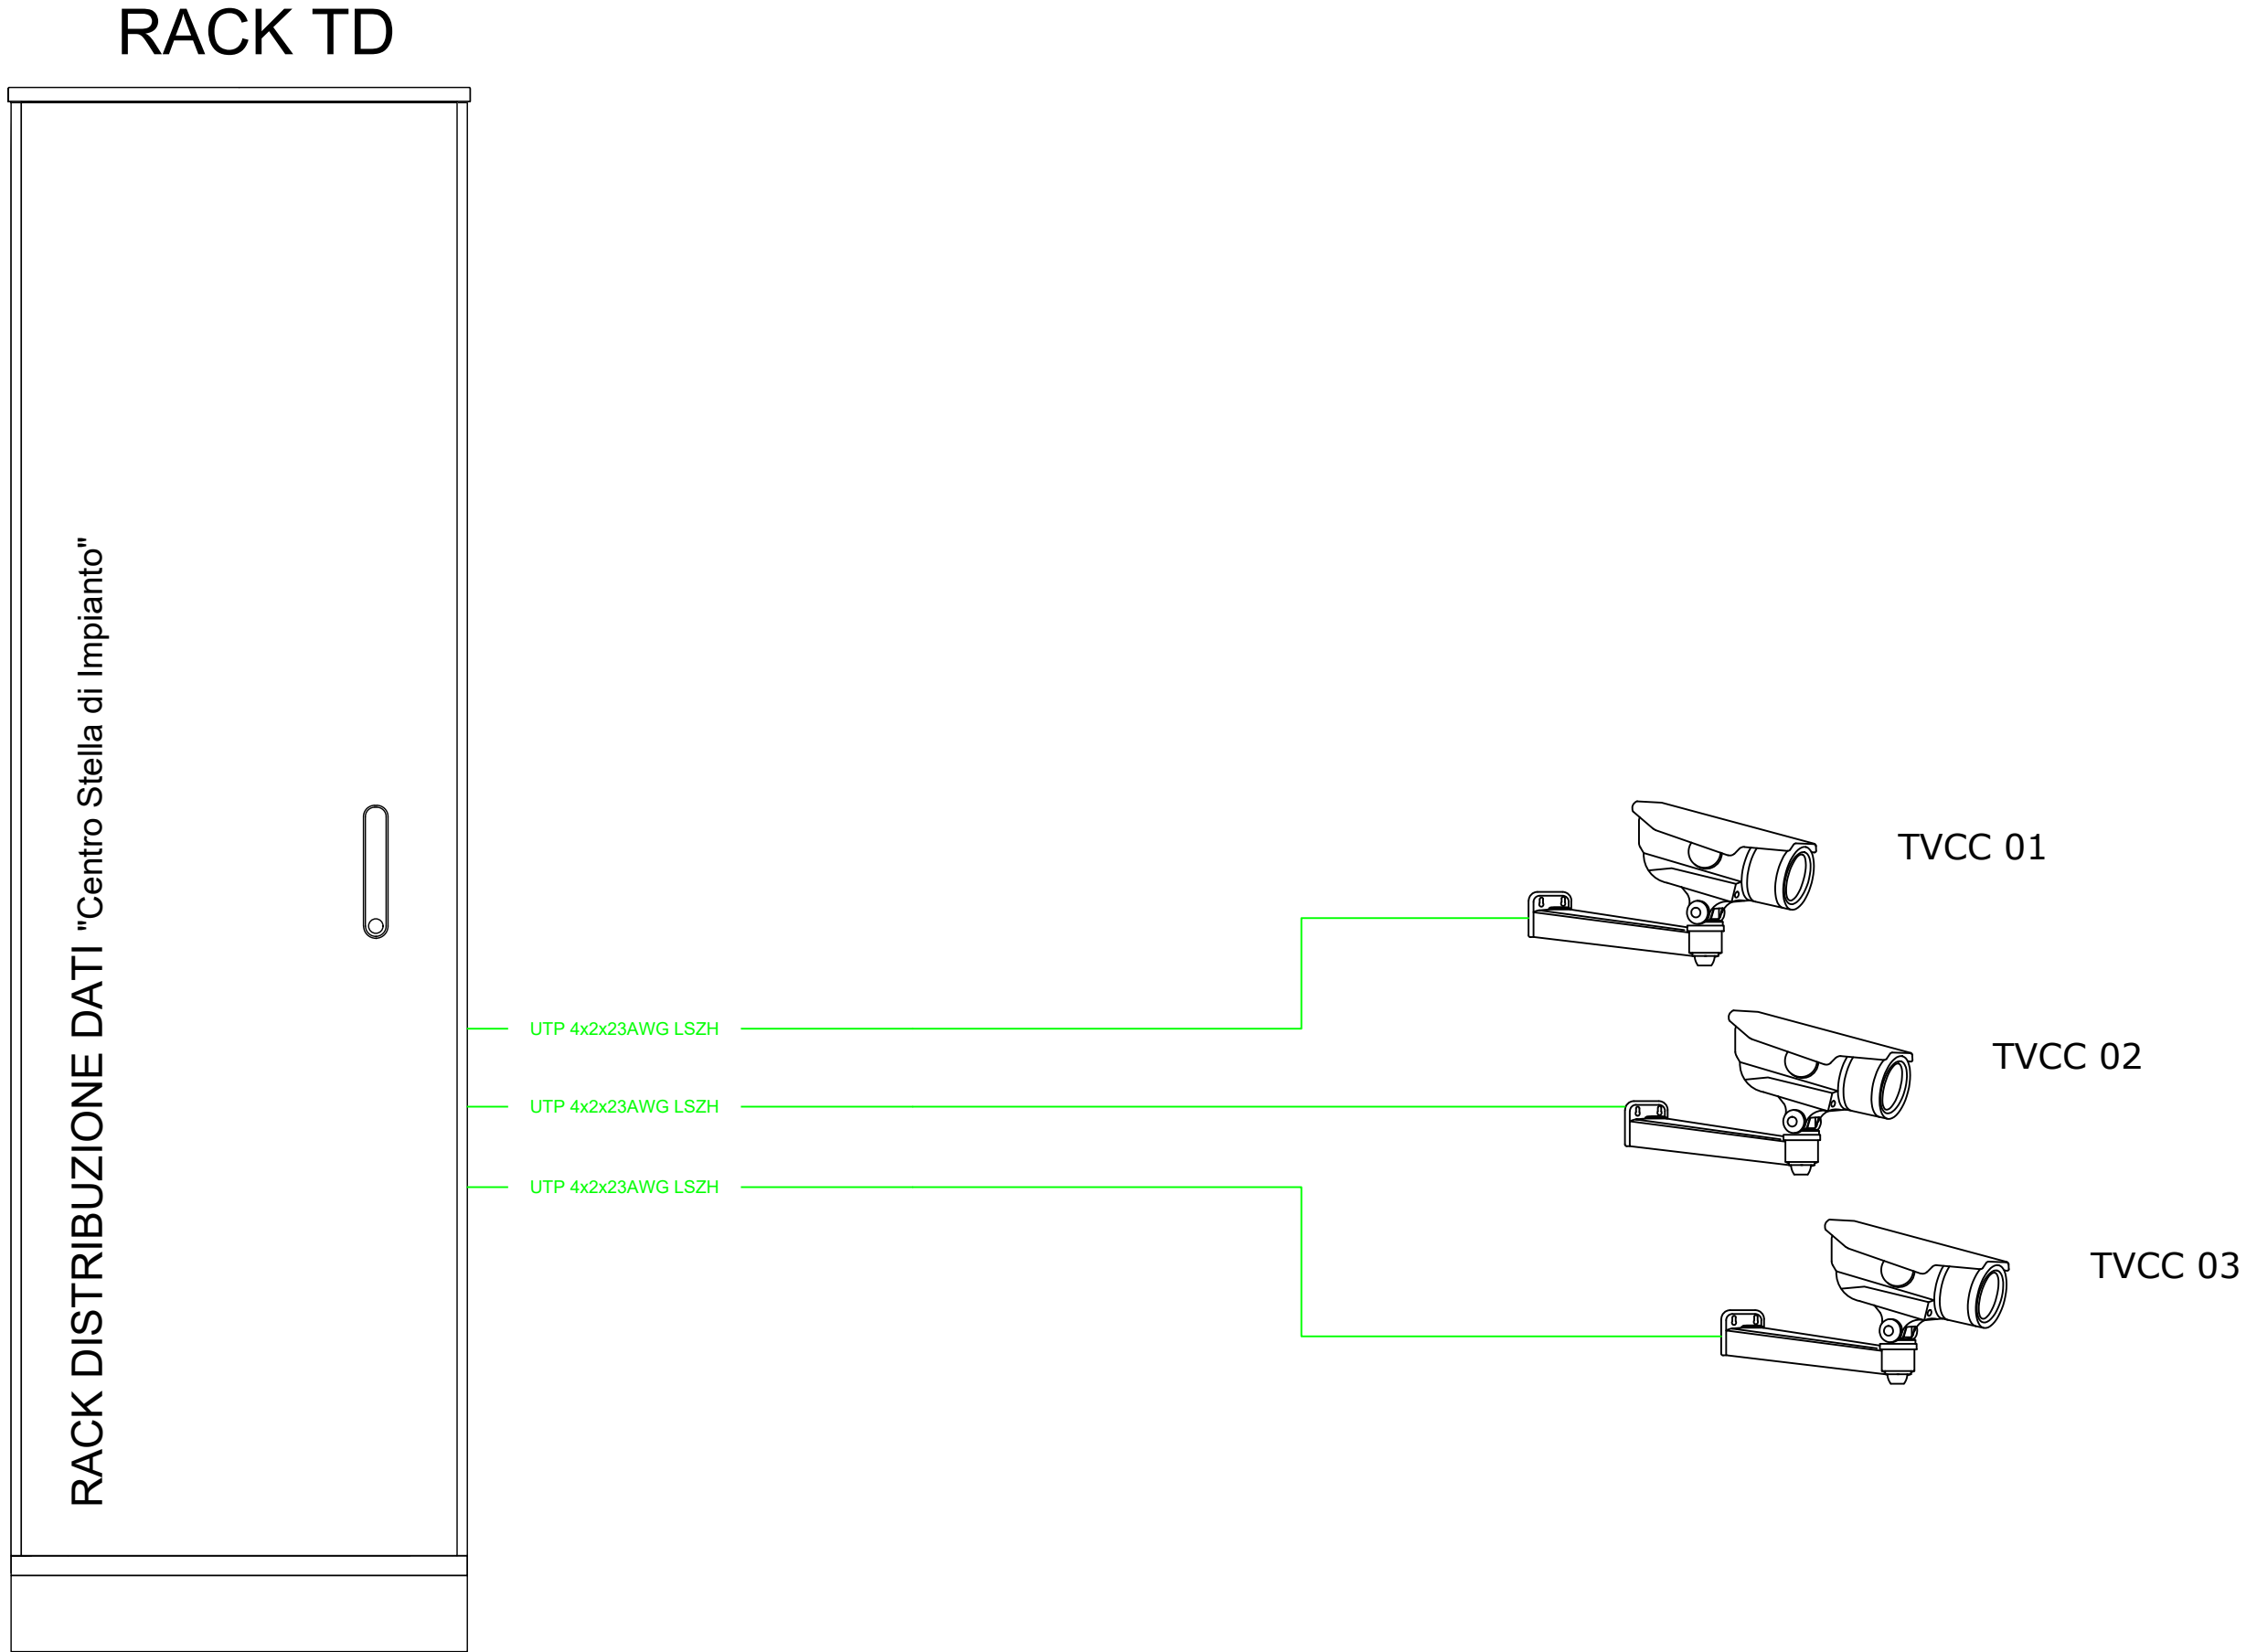 RACK TD
RACK DISTRIBUZIONE DATI "Centro Stella di Impianto"
TVCC 01
UTP 4x2x23AWG LSZH
TVCC 02
UTP 4x2x23AWG LSZH
UTP 4x2x23AWG LSZH
TVCC 03